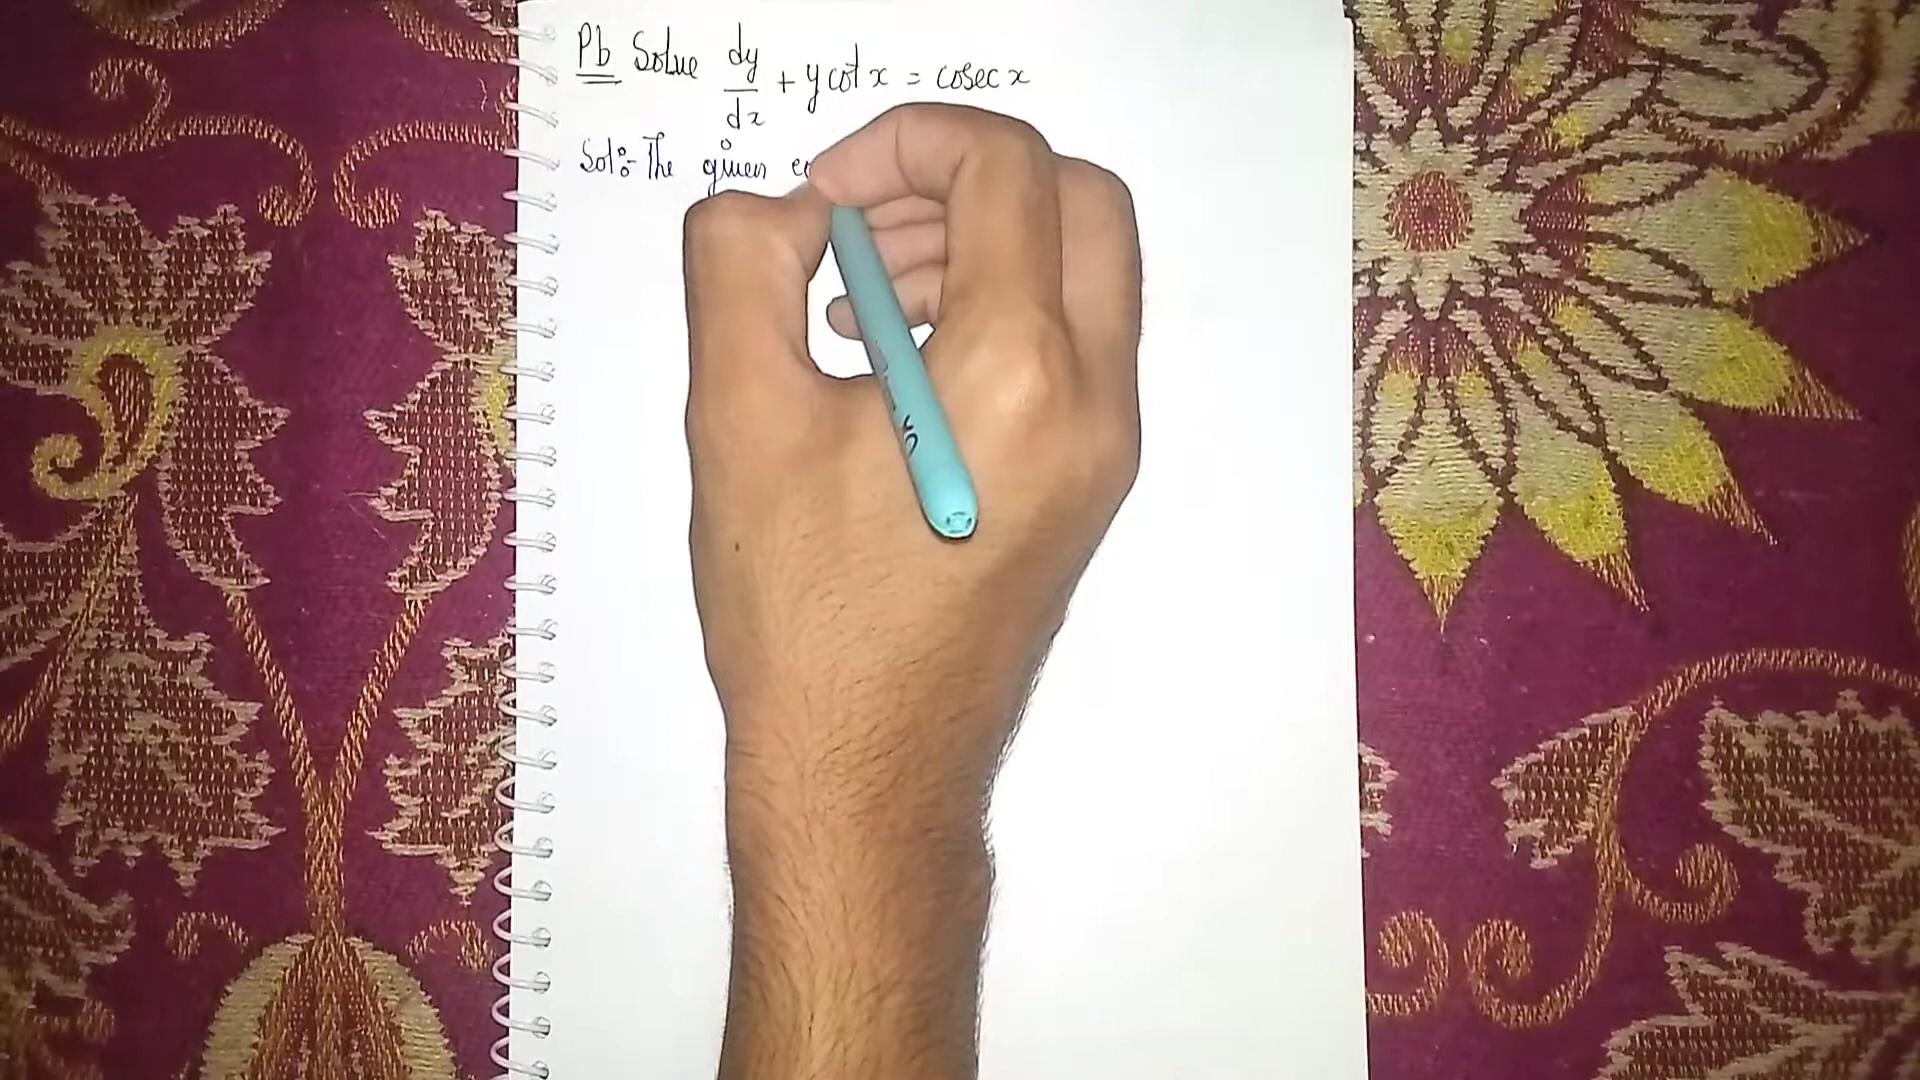 Pb Solve dy/dx + y cot x = cosec x
Sol:- The given